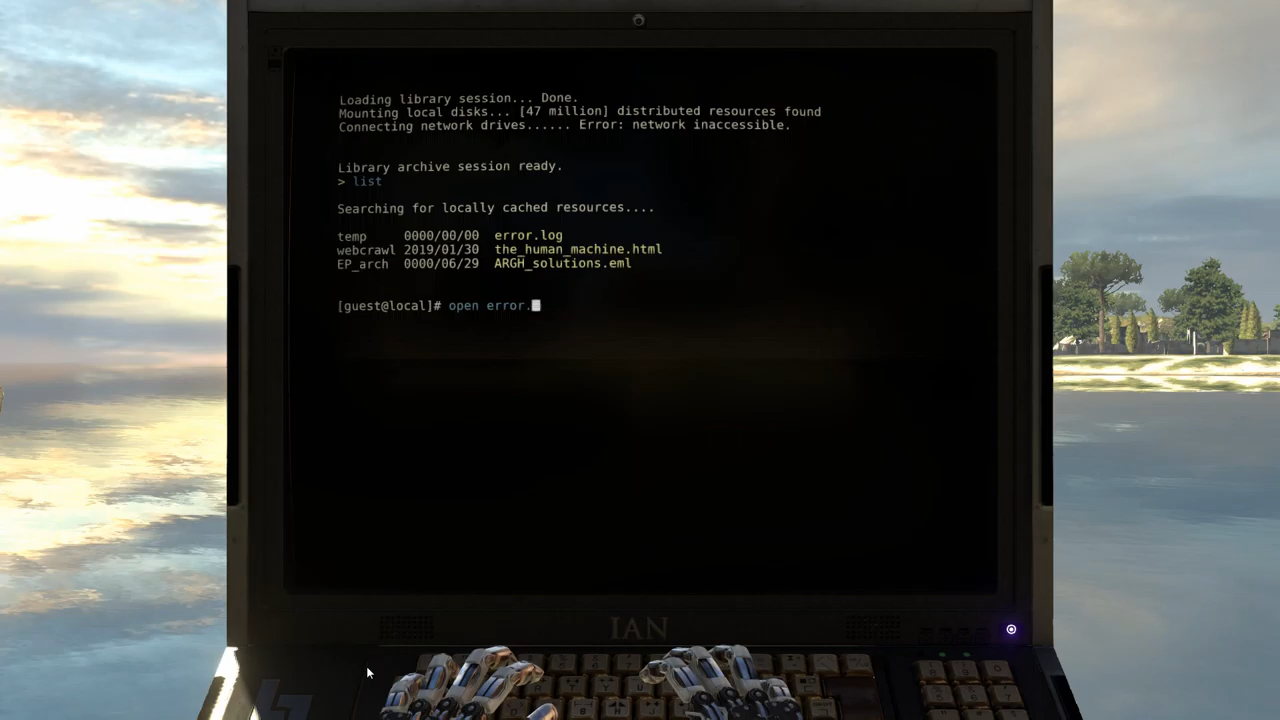 Loading library session... Done.
Mounting local disks... [47 million] distributed resources found
Connecting network drives...... Error: network inaccessible.
Library archive session ready.
> list
Searching for locally cached resources....
temp 0000/00/00 error.log
webcrawl 2019/01/30 the_human_machine.html
EP_arch 0000/06/29 ARGH_solutions.eml
[guest@local]# open error.
IAN